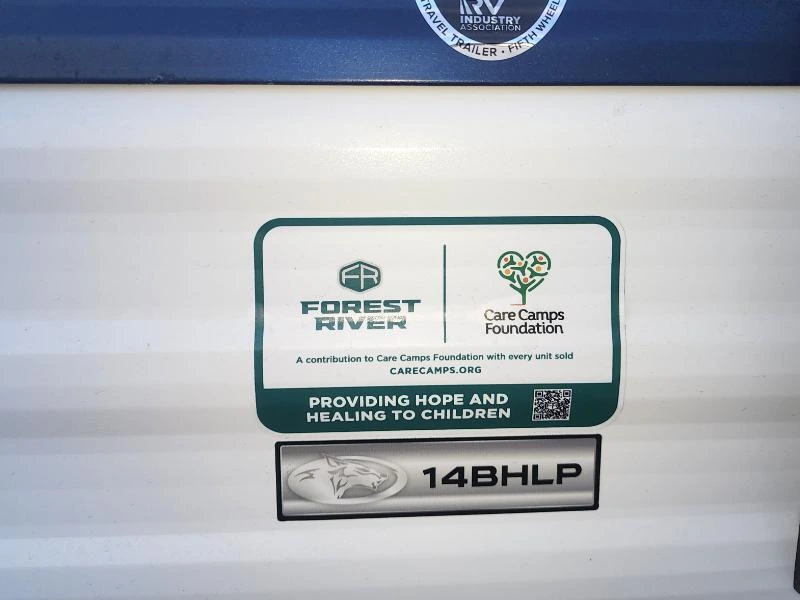 RV
INDUSTRY
ASSOCIATION
TRAVEL TRAILER • FIFTH WHEEL
FR
FOREST
RIVER
Care Camps
Foundation
A contribution to Care Camps Foundation with every unit sold
CARECAMPS.ORG
PROVIDING HOPE AND
HEALING TO CHILDREN
14BHLP